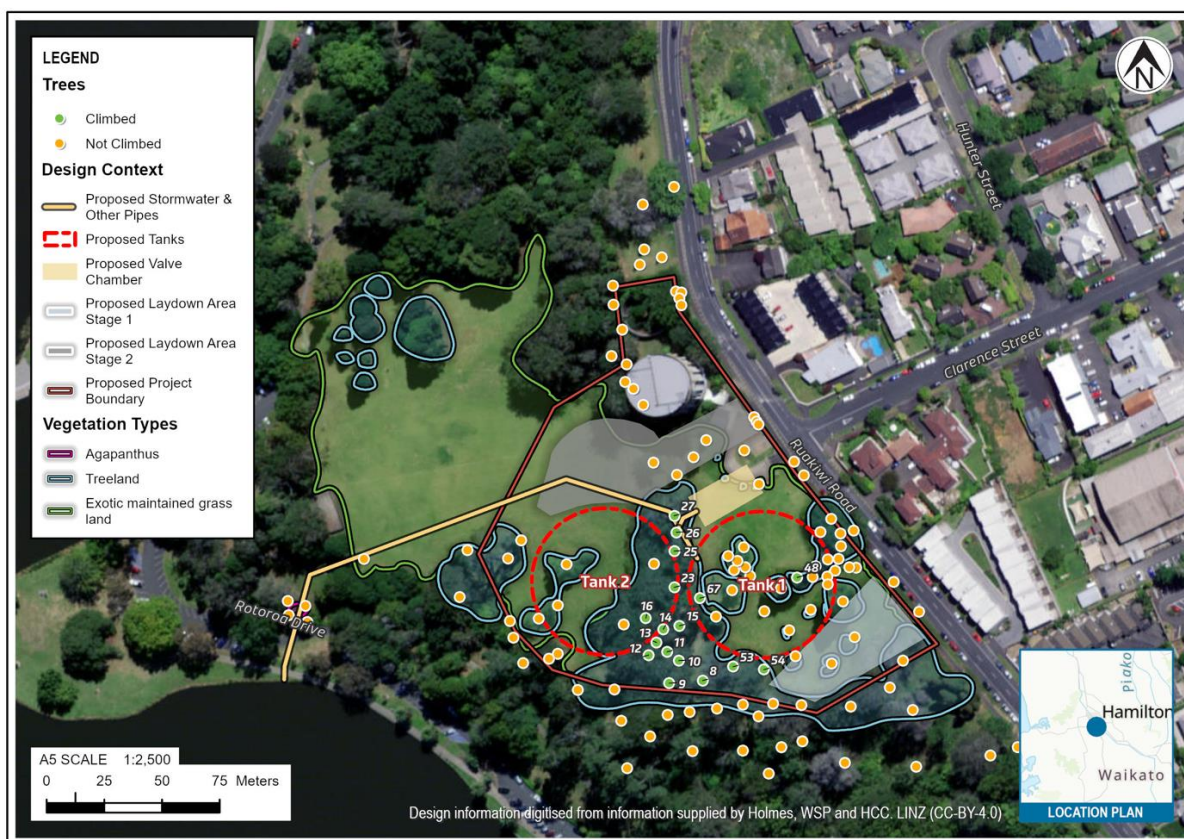 LEGEND
Trees
Climbed
Not Climbed
Design Context
Proposed Stormwater &
Other Pipes
Proposed Tanks
Proposed Valve
Chamber
Proposed Laydown Area
Stage 1
Proposed Laydown Area
Stage 2
Proposed Project
Boundary
Vegetation Types
Agapanthus
Treeland
Exotic maintained grass
land
N
Hunter Street
Clarence Street
Ruakiwi Road
Rotoroa Drive
Tank 2
Tank 1
27
26
25
23
67
48
16
14
15
13
12
11
10
9
8
53
54
A5 SCALE 1:2,500
0 25 50 75 Meters
Design information digitised from information supplied by Holmes, WSP and HCC. LINZ (CC-BY-4.0)
Piako
Hamilton
Waikato
LOCATION PLAN